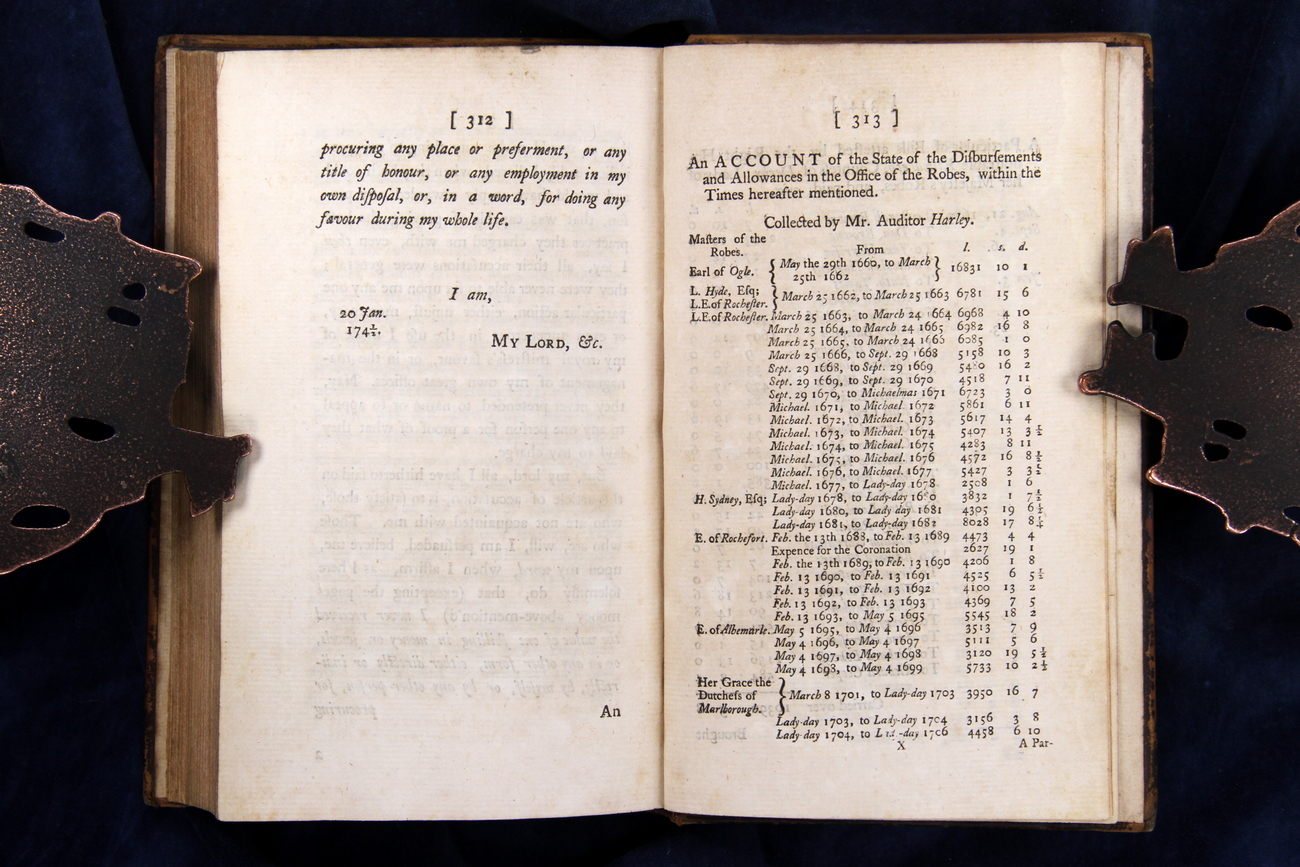 [ 312 ]
procuring any place or preferment, or any
title of honour, or any employment in my
own diſpoſal, or, in a word, for doing any
favour during my whole life.
I am,
20 Jan.
174½.
MY LORD, &c.
An
[ 313 ]
An ACCOUNT of the State of the Diſburſements
and Allowances in the Office of the Robes, within the
Times hereafter mentioned.
Collected by Mr. Auditor Harley.
Maſters of the
Robes. From l. s. d.
Earl of Ogle. { May the 29th 1660, to March
25th 1662 } 16831 10 1
L. Hyde, Eſq;
L.E. of Rocheſter. } March 25 1662, to March 25 1663 6781 15 6
L.E. of Rocheſter. March 25 1663, to March 24 1664 6968 4 10
March 25 1664, to March 24 1665 6982 16 8
March 25 1665, to March 24 1666 6085 1 0
March 25 1666, to Sept. 29 1668 5158 10 3
Sept. 29 1668, to Sept. 29 1669 16 2
Sept. 29 1669, to Sept. 29 1670 4518 7 11
Sept. 29 1670, to Michaelmas 1671 6723 3 0
Michael. 1671, to Michael. 1672 5861 6 11
Michael. 1672, to Michael. 1673 5617 14 4
Michael. 1673, to Michael. 1674 5407 13 3½
Michael. 1674, to Michael. 1675 4283 8 11
Michael. 1675, to Michael. 1676 4572 16 8½
Michael. 1676, to Michael. 1677 5427 3 3½
Michael. 1677, to Lady-day 1678 2508 1 6
H. Sydney, Eſq; Lady-day 1678, to Lady-day 1680 3832 1 7½
Lady-day 1680, to Lady day 1681 4305 19 6½
Lady-day 1681, to Lady-day 1682 8028 17 8¼
E. of Rochfort. Feb. the 13th 1688, to Feb. 13 1689 4473 4 4
Expence for the Coronation 2627 19 1
Feb. the 13th 1689, to Feb. 13 1690 4206 1 8
Feb. 13 1690, to Feb. 13 1691 4525 6 5½
Feb. 13 1691, to Feb. 13 1692 4100 13 2
Feb. 13 1692, to Feb. 13 1693 4369 7 5
Feb. 13 1693, to May 5 1695 5545 18 2
E. of Albemarle. May 5 1695, to May 4 1696 3513 7 9
May 4 1696, to May 4 1697 5111 5 6
May 4 1697, to May 4 1698 3120 19 5½
May 4 1698, to May 4 1699 5733 10 2½
Her Grace the
Dutcheſs of
Marlborough. } March 8 1701, to Lady-day 1703 3950 16 7
Lady-day 1703, to Lady-day 1704 3156 3 8
Lady-day 1704, to -day 1706 4458 6 10
X A Par-